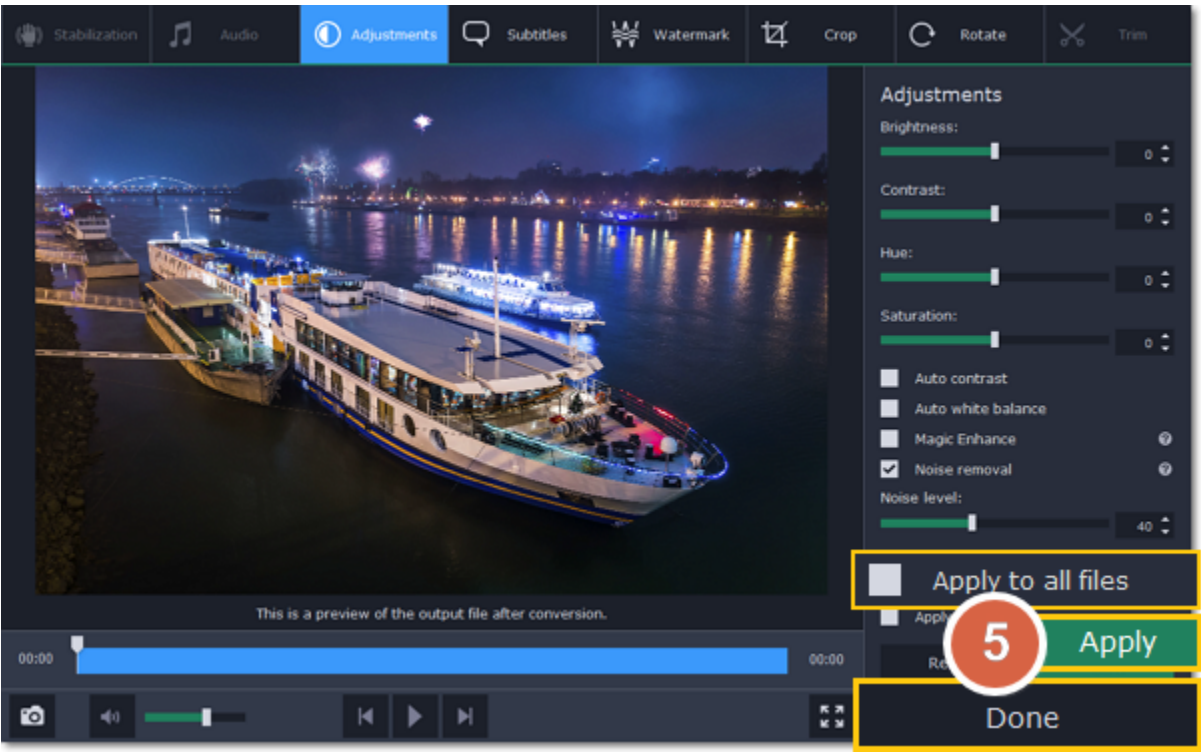 Stabilization
Audio
Adjustments
Subtitles
Watermark
Crop
Rotate
Trim
Adjustments
Brightness:
0
Contrast:
0
Hue:
0
Saturation:
0
Auto contrast
Auto white balance
Magic Enhance
Noise removal
Noise level:
40
Apply to all files
5
Apply
This is a preview of the output file after conversion.
00:00
00:00
Done